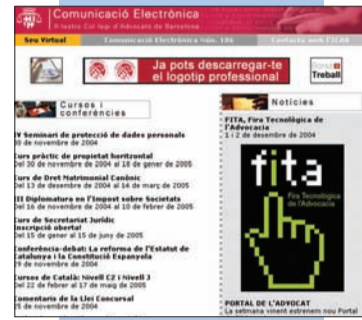 Comunicació Electrònica
Il·lustre Col·legi d'Advocats de Barcelona
Seu Virtual
Comunicació Electrònica Núm. 186
Contacta amb l'ICAB
Ja pots descarregar-te
el logotip professional
Borsa
Treball
Cursos i
conferències
IV Seminari de protecció de dades personals
30 de novembre de 2004
Curs pràctic de propietat horitzontal
Del 30 de novembre de 2004 al 18 de gener de 2005
Curs de Dret Matrimonial Canònic
Del 13 de desembre de 2004 al 14 de març de 2005
III Diplomatura en l'Impost sobre Societats
Del 16 de novembre de 2004 al 10 de febrer de 2005
Curs de Secretariat Jurídic
Inscripció oberta!
Del 15 de gener al 15 de juny de 2005
Conferència-debat: La reforma de l'Estatut de
Catalunya i la Constitució Espanyola
29 de novembre de 2004
Cursos de Català: Nivell C2 i Nivell 3
Del 22 de febrer al 17 de maig de 2005
Comentaris de la Llei Concursal
25 de novembre de 2004
Notícies
FITA, Fira Tecnològica de
l'Advocacia
1 i 2 de desembre de 2004
fita
Fira Tecnològica
de l'Advocacia
PORTAL DE L'ADVOCAT
La setmana vinent estrenem nou Portal